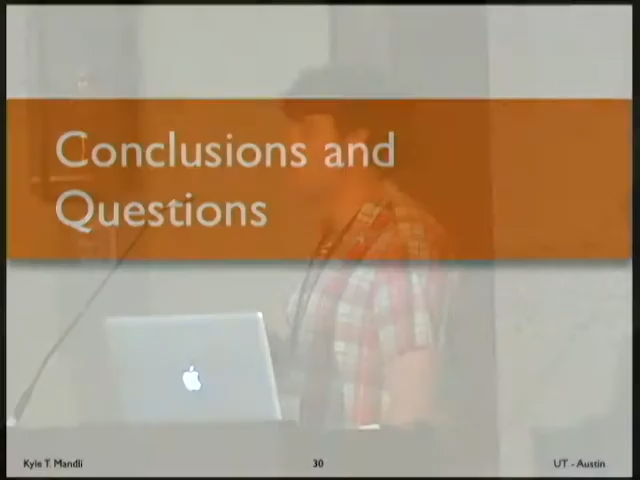 Conclusions and
Questions
Kyle T. Mandli
30
UT - Austin